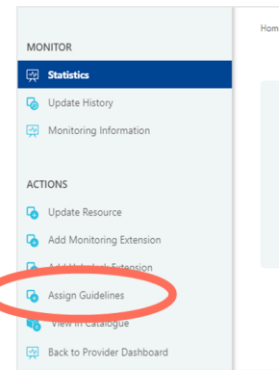 Hom
MONITOR
Statistics
Update History
Monitoring Information
ACTIONS
Update Resource
Add Monitoring Extension
Add Helpdesk Extension
Assign Guidelines
View in Catalogue
Back to Provider Dashboard